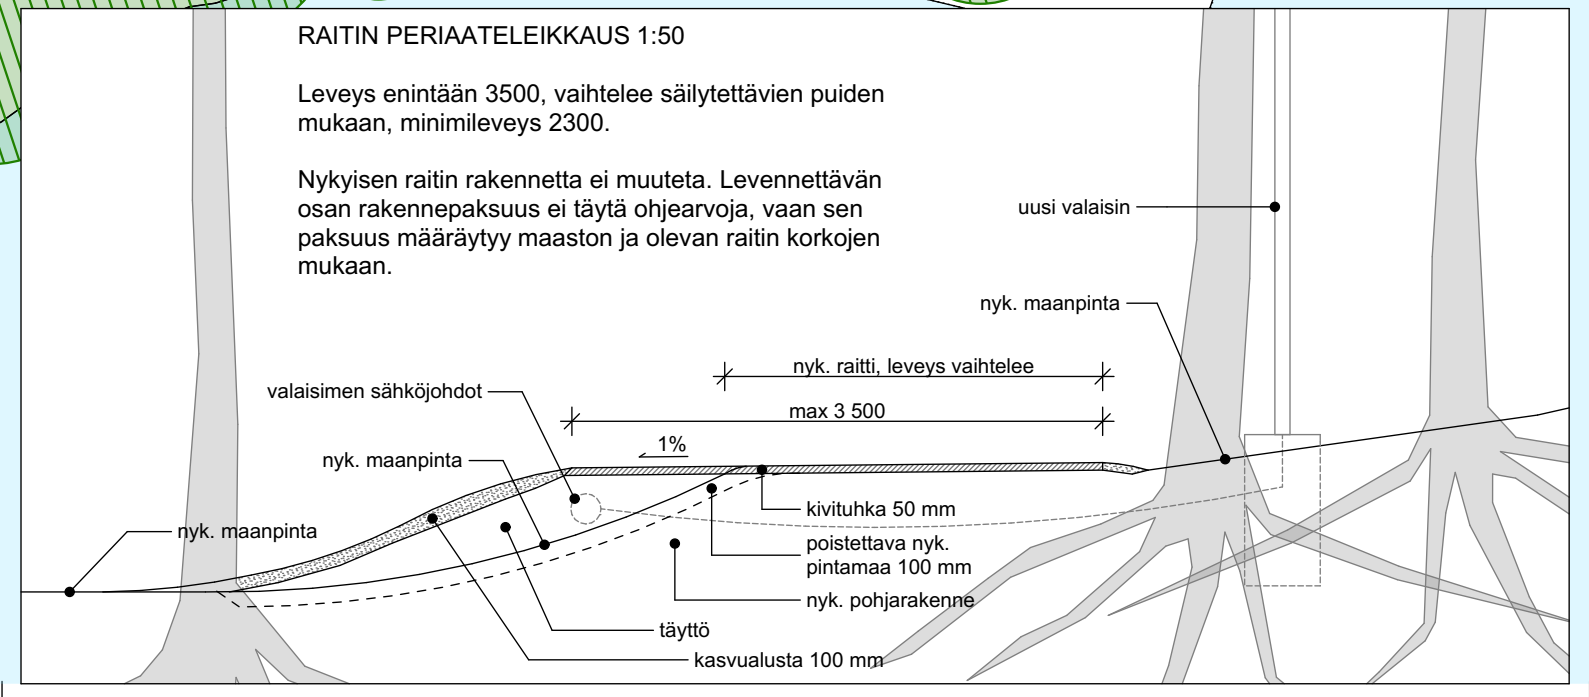 RAITIN PERIAATELEIKKAUS 1:50
Leveys enintään 3500, vaihtelee säilytettävien puiden
mukaan, minimileveys 2300.
Nykyisen raitin rakennetta ei muuteta. Levennettävän
osan rakennepaksuus ei täytä ohjearvoja, vaan sen
paksuus määräytyy maaston ja olevan raitin korkojen
mukaan.
uusi valaisin
nyk. maanpinta
nyk. raitti, leveys vaihtelee
valaisimen sähköjohdot
max 3 500
1%
nyk. maanpinta
kivituhka 50 mm
nyk. maanpinta
poistettava nyk.
pintamaa 100 mm
nyk. pohjarakenne
täyttö
kasvualusta 100 mm